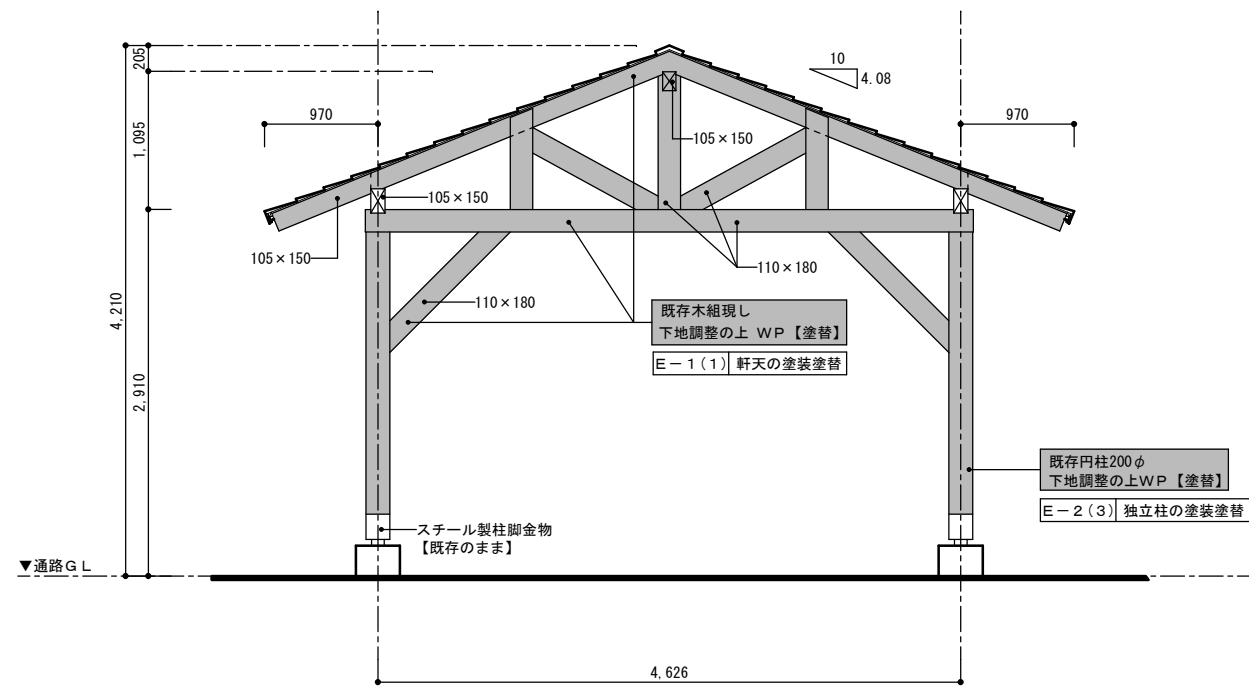 205
10
4.08
970
970
1,095
105×150
105×150
105×150
110×180
110×180
4,210
既存木組現し
下地調整の上 ＷＰ【塗替】
Ｅ－１(１) 軒天の塗装塗替
2,910
既存円柱200φ
下地調整の上ＷＰ【塗替】
Ｅ－２(３) 独立柱の塗装塗替
スチール製柱脚金物
【既存のまま】
▼通路ＧＬ
4,626